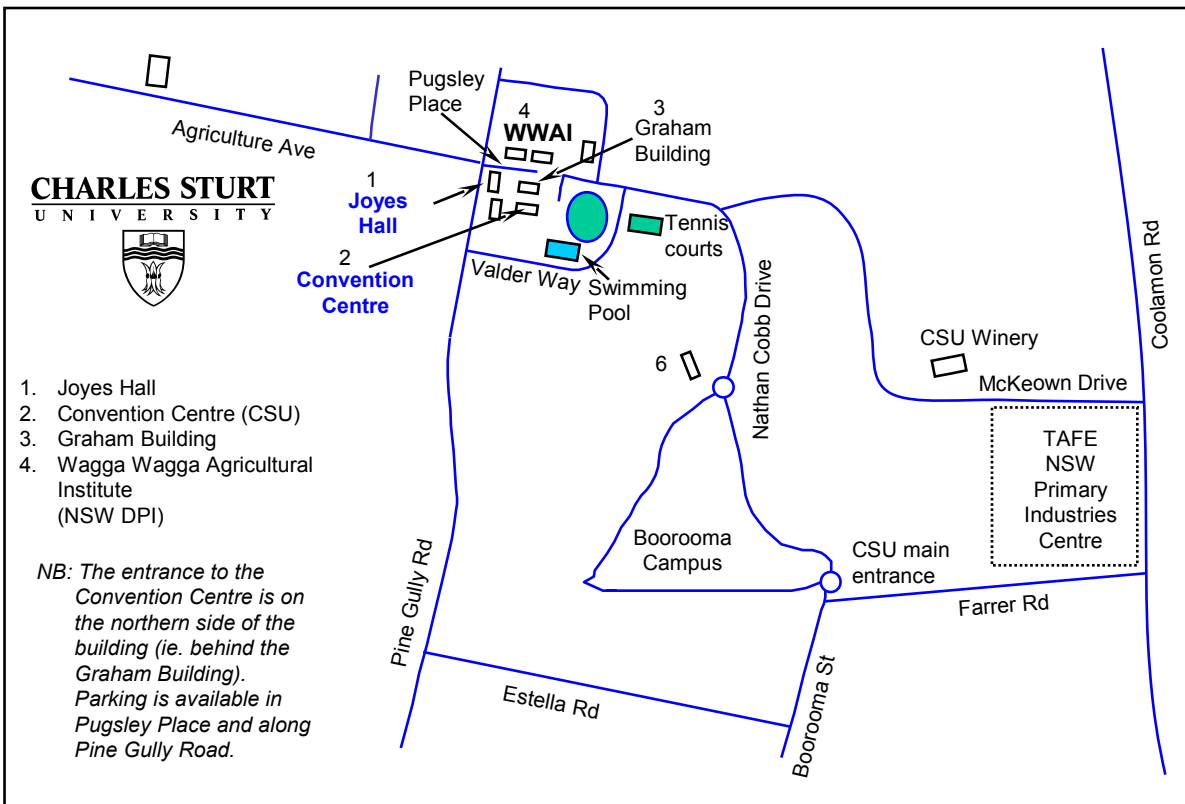 Pugsley
Place
4
WWAI
3
Graham
Building
Agriculture Ave
CHARLES STURT
UNIVERSITY
1
Joyes
Hall
2
Convention
Centre
Valder Way
Swimming
Pool
Tennis
courts
Coolamon Rd
Nathan Cobb Drive
6
CSU Winery
McKeown Drive
TAFE
NSW
Primary
Industries
Centre
1. Joyes Hall
2. Convention Centre (CSU)
3. Graham Building
4. Wagga Wagga Agricultural
Institute
(NSW DPI)
Boorooma
Campus
CSU main
entrance
Farrer Rd
Pine Gully Rd
Estella Rd
Boorooma St
NB: The entrance to the
Convention Centre is on
the northern side of the
building (ie. behind the
Graham Building).
Parking is available in
Pugsley Place and along
Pine Gully Road.